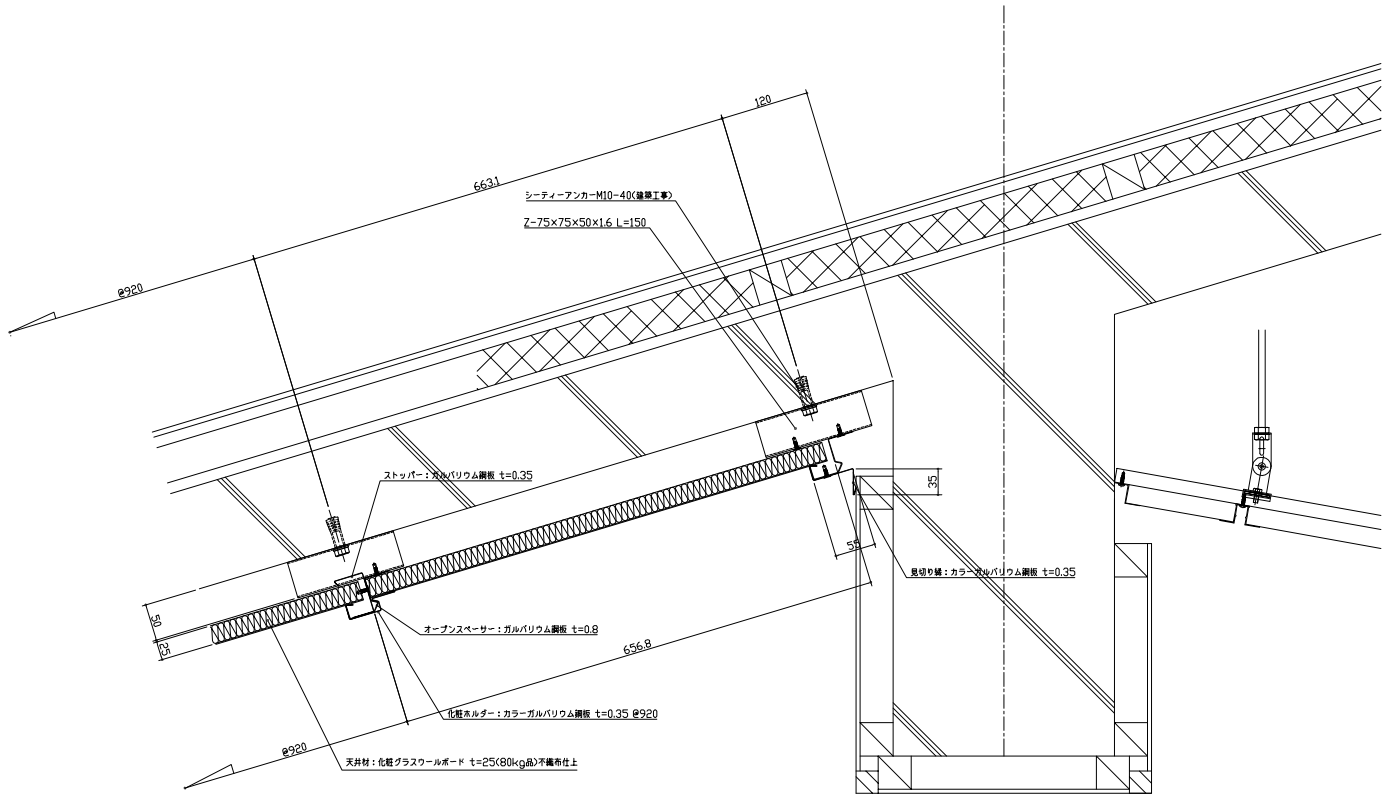 120
663.1
シーティーアンカーM10-40(建築工事)
Z-75×75×50×1.6 L=150
@920
ストッパー：ガルバリウム鋼板 t=0.35
35
55
見切り縁：カラーガルバリウム鋼板 t=0.35
50
25
オープンスペーサー：ガルバリウム鋼板 t=0.8
656.8
化粧ホルダー：カラーガルバリウム鋼板 t=0.35 @920
@920
天井材：化粧グラスウールボード t=25(80kg品)不織布仕上